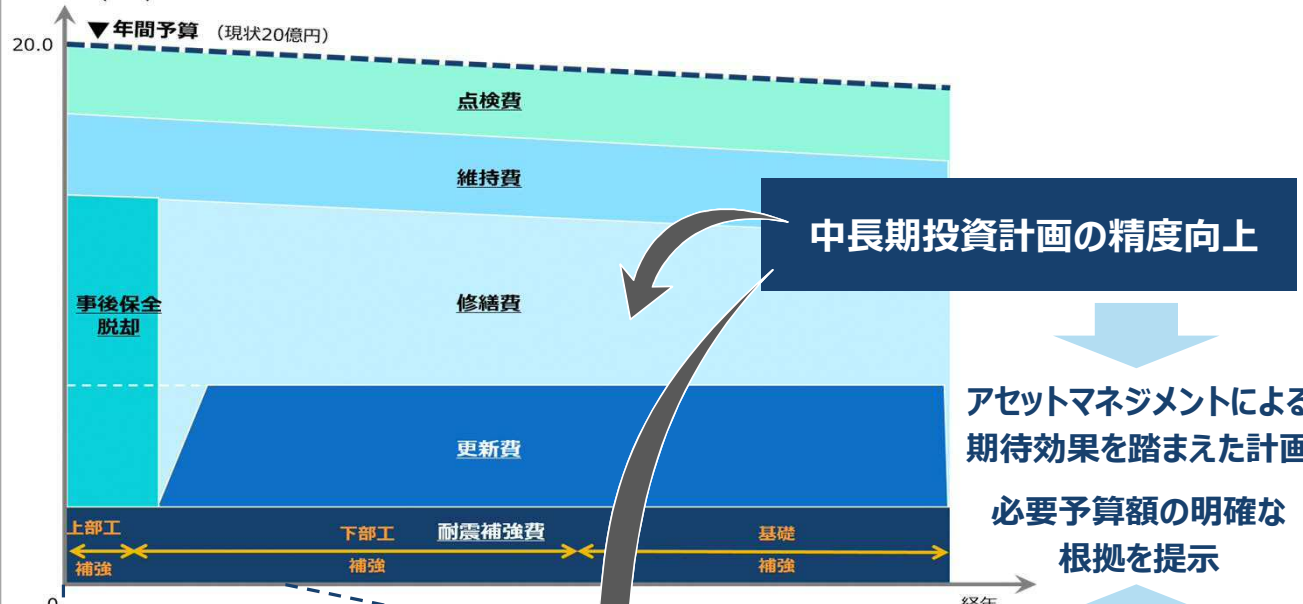 ▼年間予算 （現状20億円）
20.0
点検費
維持費
中長期投資計画の精度向上
事後保全
脱却
修繕費
アセットマネジメントによる
期待効果を踏まえた計画
更新費
必要予算額の明確な
根拠を提示
上部工
補強
下部工
補強
耐震補強費
基礎
補強
0
経年